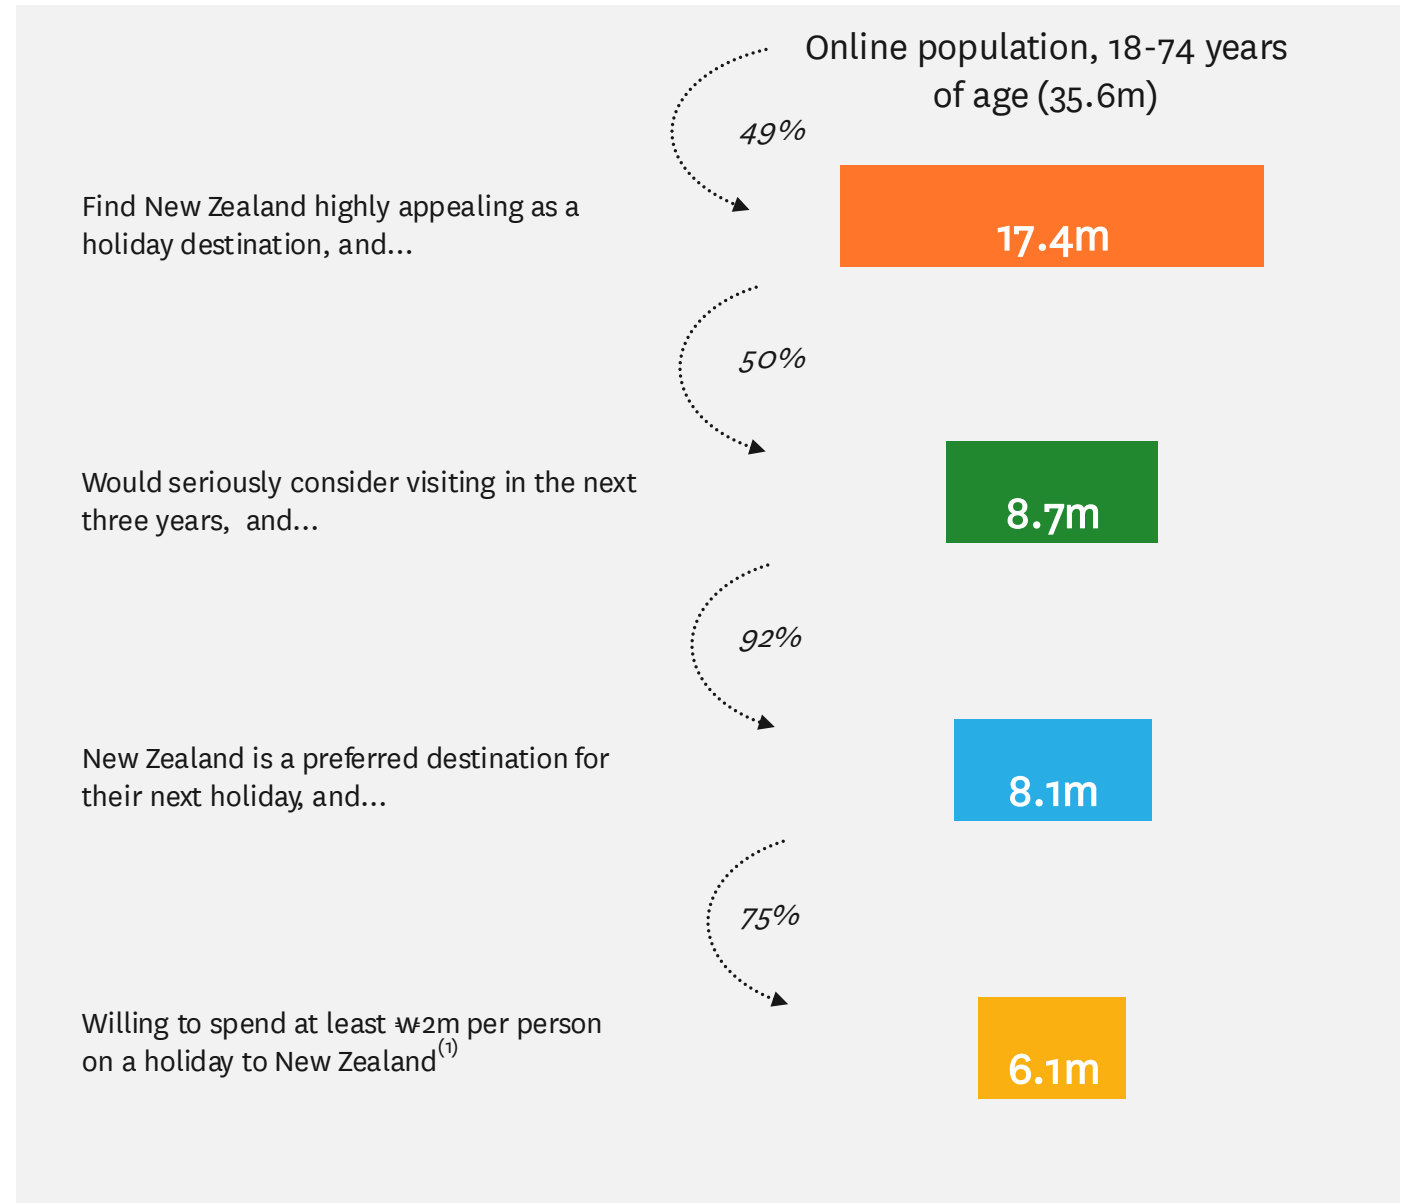 Online population, 18-74 years
of age (35.6m)
49%
Find New Zealand highly appealing as a
holiday destination, and...
17.4m
50%
Would seriously consider visiting in the next
three years,  and...
8.7m
92%
New Zealand is a preferred destination for
their next holiday, and...
8.1m
75%
Willing to spend at least ₩2m per person
on a holiday to New Zealand(1)
6.1m